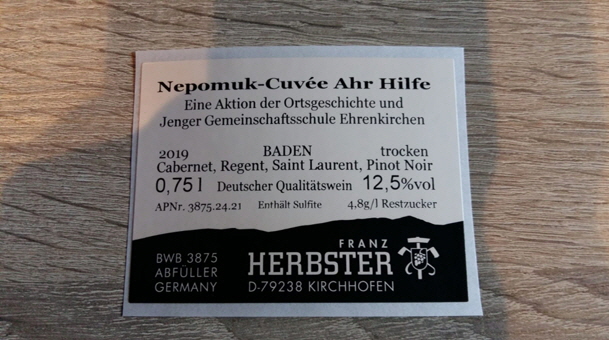 Nepomuk-Cuvée Ahr Hilfe
Eine Aktion der Ortsgeschichte und
Jenger Gemeinschaftsschule Ehrenkirchen
2019 BADEN trocken
Cabernet, Regent, Saint Laurent, Pinot Noir
0,75 l Deutscher Qualitätswein 12,5%vol
APNr. 3875.24.21 Enthält Sulfite 4,8g/l Restzucker
BWB 3875
ABFÜLLER
GERMANY
FRANZ
HERBSTER
D-79238 KIRCHHOFEN